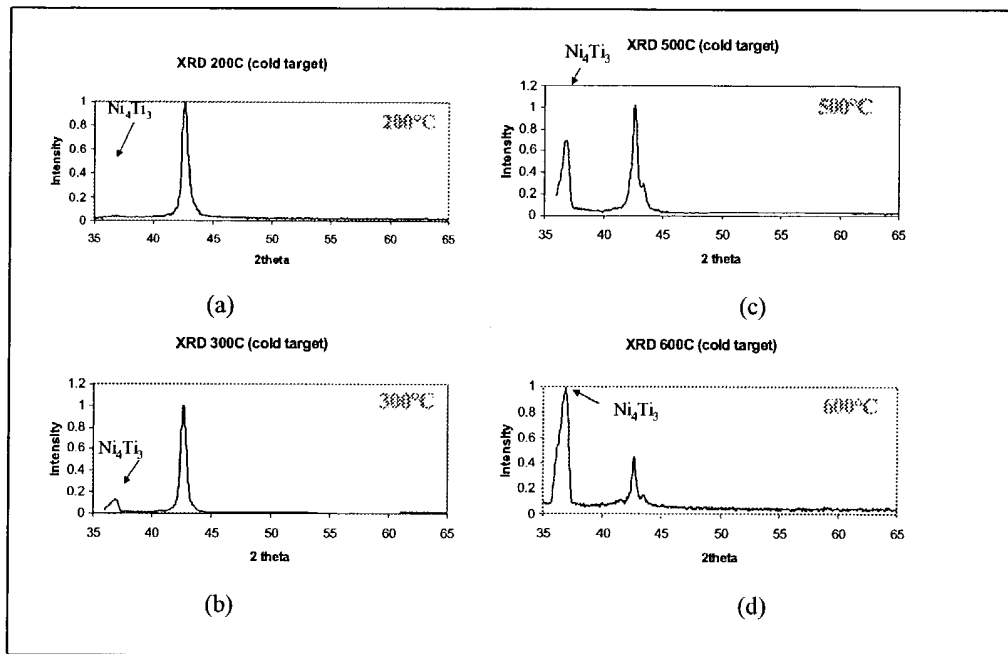 XRD 200C (cold target)
Ni₄Ti₃
200°C
1
0.8
0.6
0.4
0.2
0
Intensity
35 40 45 50 55 60 65
2theta
(a)
XRD 300C (cold target)
300°C
Ni₄Ti₃
1.2
1
0.8
0.6
0.4
0.2
0
Intensity
35 40 45 50 55 60 65
2 theta
(b)
Ni₄Ti₃
XRD 500C (cold target)
500°C
1.2
1
0.8
0.6
0.4
0.2
0
Intensity
35 40 45 50 55 60 65
2 theta
(c)
XRD 600C (cold target)
Ni₄Ti₃
600°C
1
0.8
0.6
0.4
0.2
0
Intensity
35 40 45 50 55 60 65
2theta
(d)